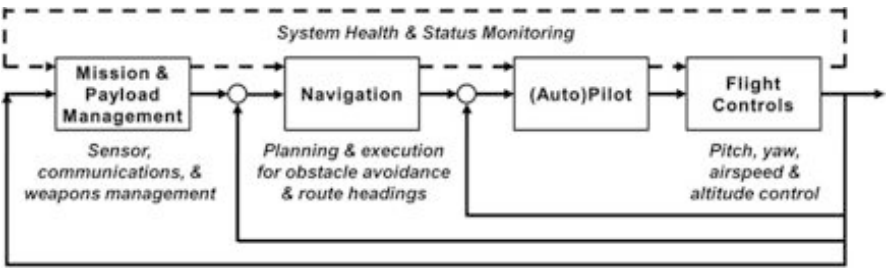 System Health & Status Monitoring
Mission &
Payload
Management
Navigation
(Auto)Pilot
Flight
Controls
Sensor,
communications, &
weapons management
Planning & execution
for obstacle avoidance
& route headings
Pitch, yaw,
airspeed &
altitude control